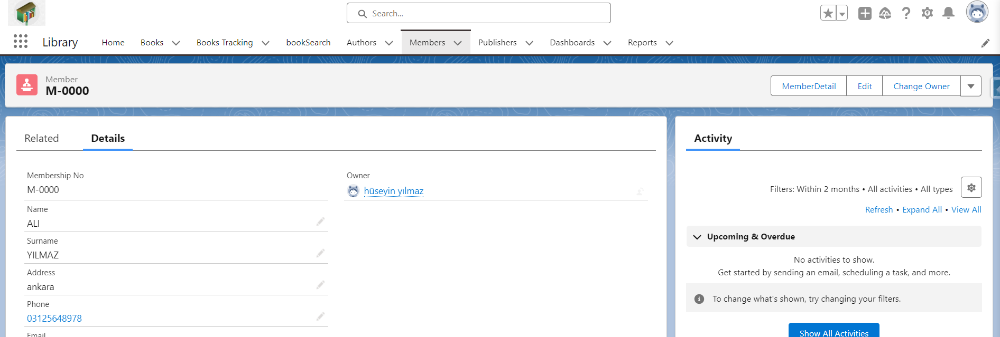 Search...
Library
Home
Books
Books Tracking
bookSearch
Authors
Members
Publishers
Dashboards
Reports
Member
M-0000
MemberDetail
Edit
Change Owner
Related
Details
Membership No
M-0000
Owner
hüseyin yılmaz
Name
ALI
Surname
YILMAZ
Address
ankara
Phone
03125648978
Email
Activity
Filters: Within 2 months • All activities • All types
Refresh • Expand All • View All
Upcoming & Overdue
No activities to show.
Get started by sending an email, scheduling a task, and more.
To change what's shown, try changing your filters.
Show All Activities